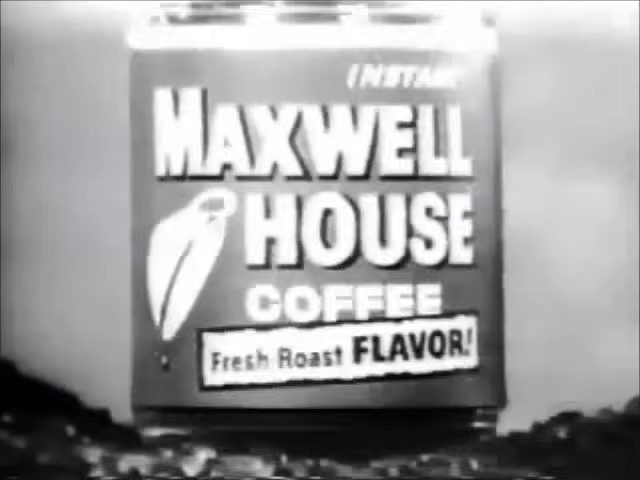 INSTANT
MAXWELL
HOUSE
COFFEE
Fresh Roast FLAVOR!